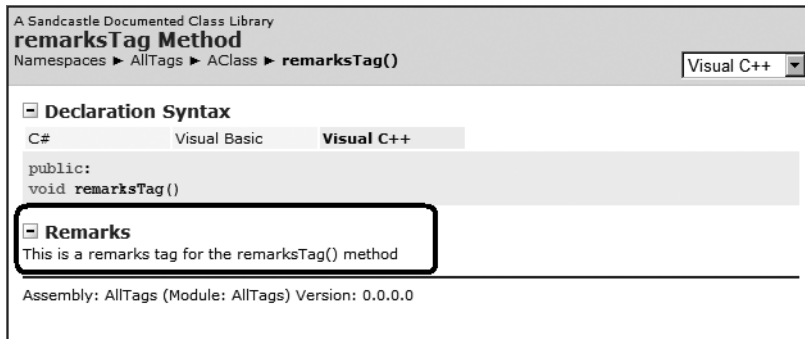 A Sandcastle Documented Class Library
remarksTag Method
Namespaces ► AllTags ► AClass ► remarksTag()
Visual C++
Declaration Syntax
C# Visual Basic Visual C++
public:
void remarksTag()
Remarks
This is a remarks tag for the remarksTag() method
Assembly: AllTags (Module: AllTags) Version: 0.0.0.0